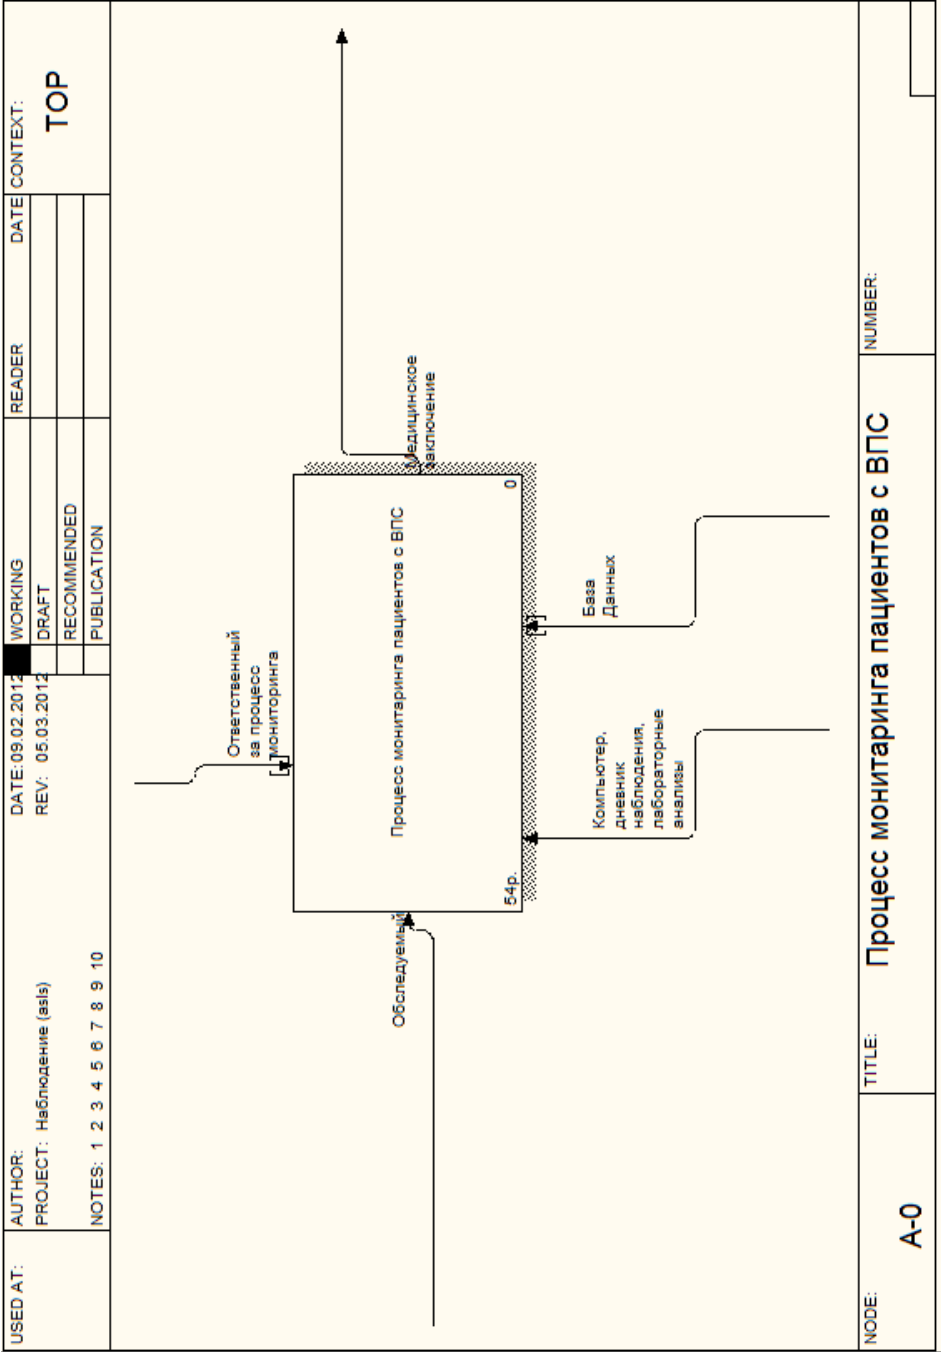 USED AT:
AUTHOR:
DATE: 09.02.2012
WORKING
READER
DATE
CONTEXT:
PROJECT: Наблюдение (asis)
REV: 05.03.2012
DRAFT
TOP
RECOMMENDED
NOTES: 1 2 3 4 5 6 7 8 9 10
PUBLICATION
Ответственный
за процесс
мониторинга
Обследуемый
Процесс монитаринга пациентов с ВПС
Медицинское
заключение
54р.
0
Компьютер,
дневник
наблюдения,
лабораторные
анализы
База
Данных
NODE:
TITLE:
NUMBER:
A-0
Процесс монитаринга пациентов с ВПС